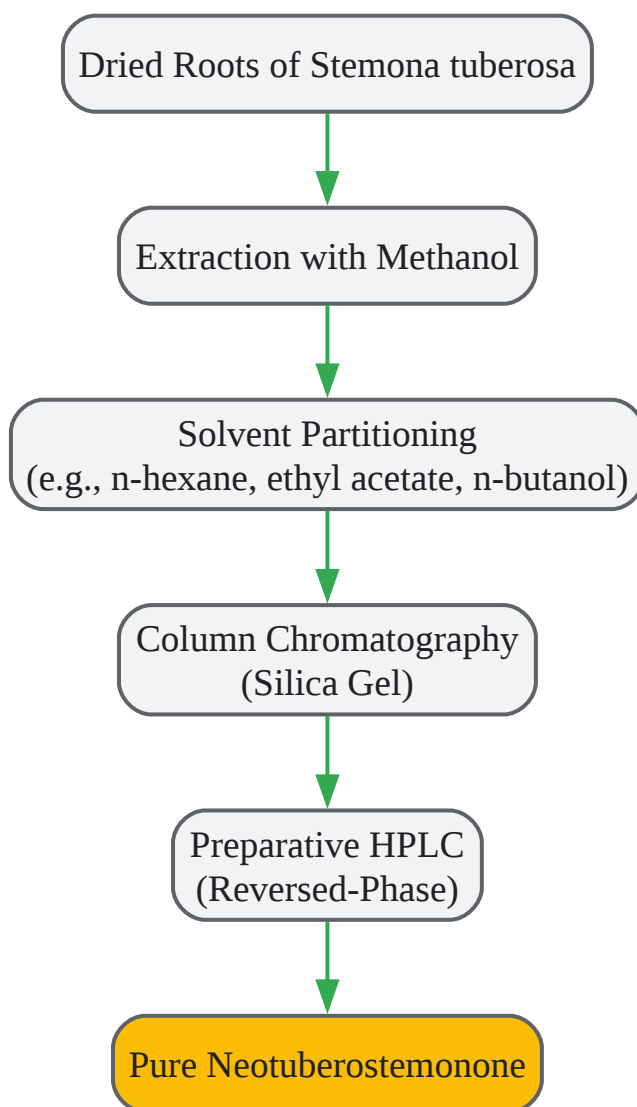 Dried Roots of Stemona tuberosa
Extraction with Methanol
Solvent Partitioning
(e.g., n-hexane, ethyl acetate, n-butanol)
Column Chromatography
(Silica Gel)
Preparative HPLC
(Reversed-Phase)
Pure Neotuberostemonone